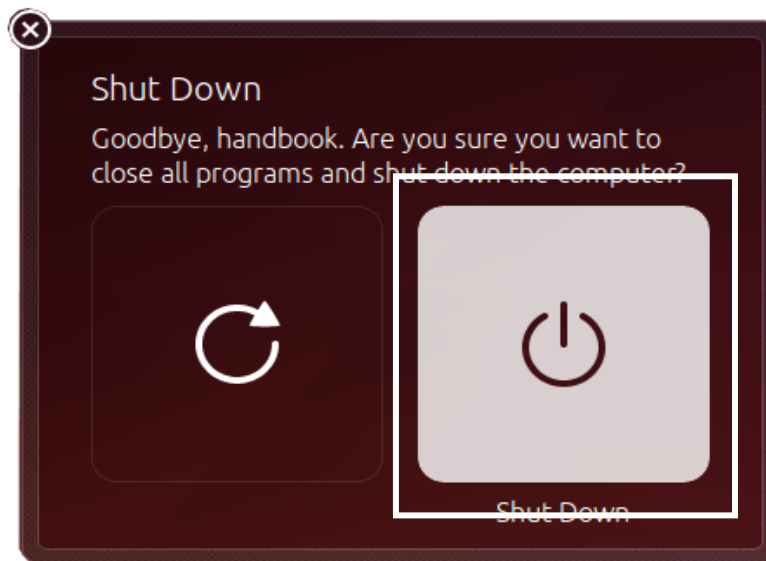 Shut Down
Goodbye, handbook. Are you sure you want to
close all programs and shut down the computer?
Shut Down